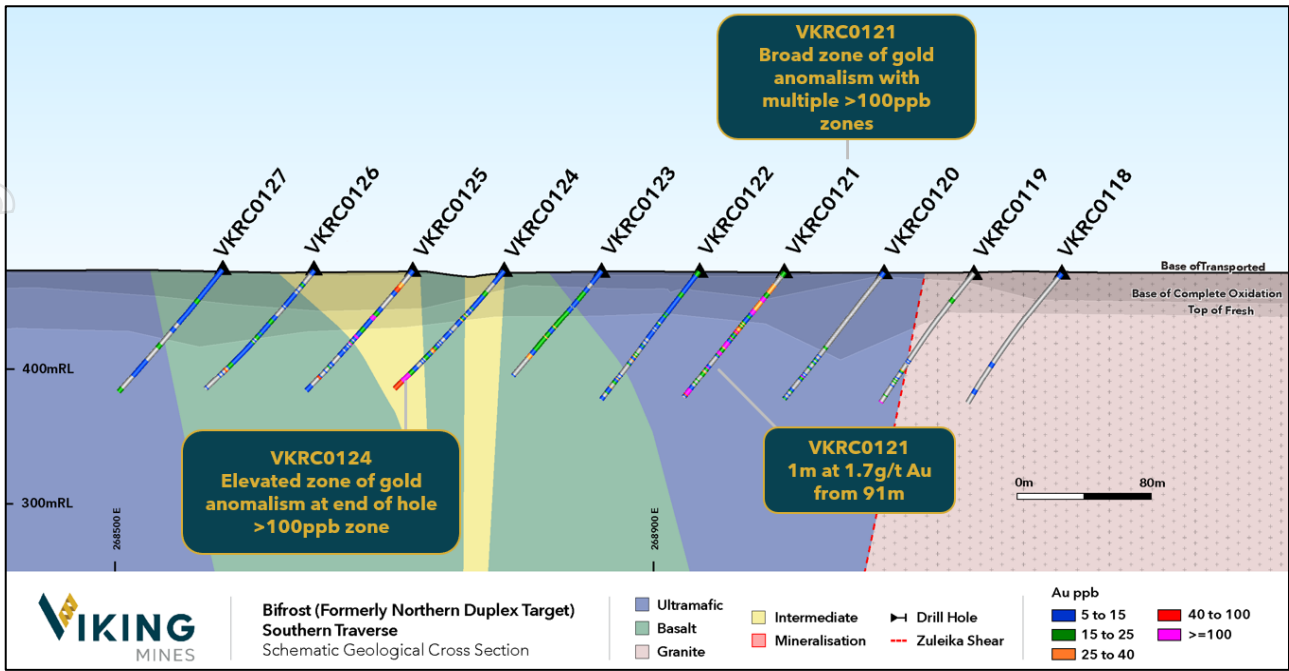 VKRC0121
Broad zone of gold
anomalism with
multiple >100ppb
zones
VKRC0127
VKRC0126
VKRC0125
VKRC0124
VKRC0123
VKRC0122
VKRC0121
VKRC0120
VKRC0119
VKRC0118
Base of Transported
Base of Complete Oxidation
Top of Fresh
400mRL
300mRL
VKRC0124
Elevated zone of gold
anomalism at end of hole
>100ppb zone
VKRC0121
1m at 1.7g/t Au
from 91m
0m 80m
268500 E
268900 E
VIKING
MINES
Bifrost (Formerly Northern Duplex Target)
Southern Traverse
Schematic Geological Cross Section
Ultramafic
Basalt
Granite
Intermediate
Mineralisation
Drill Hole
Zuleika Shear
Au ppb
5 to 15
15 to 25
25 to 40
40 to 100
>=100